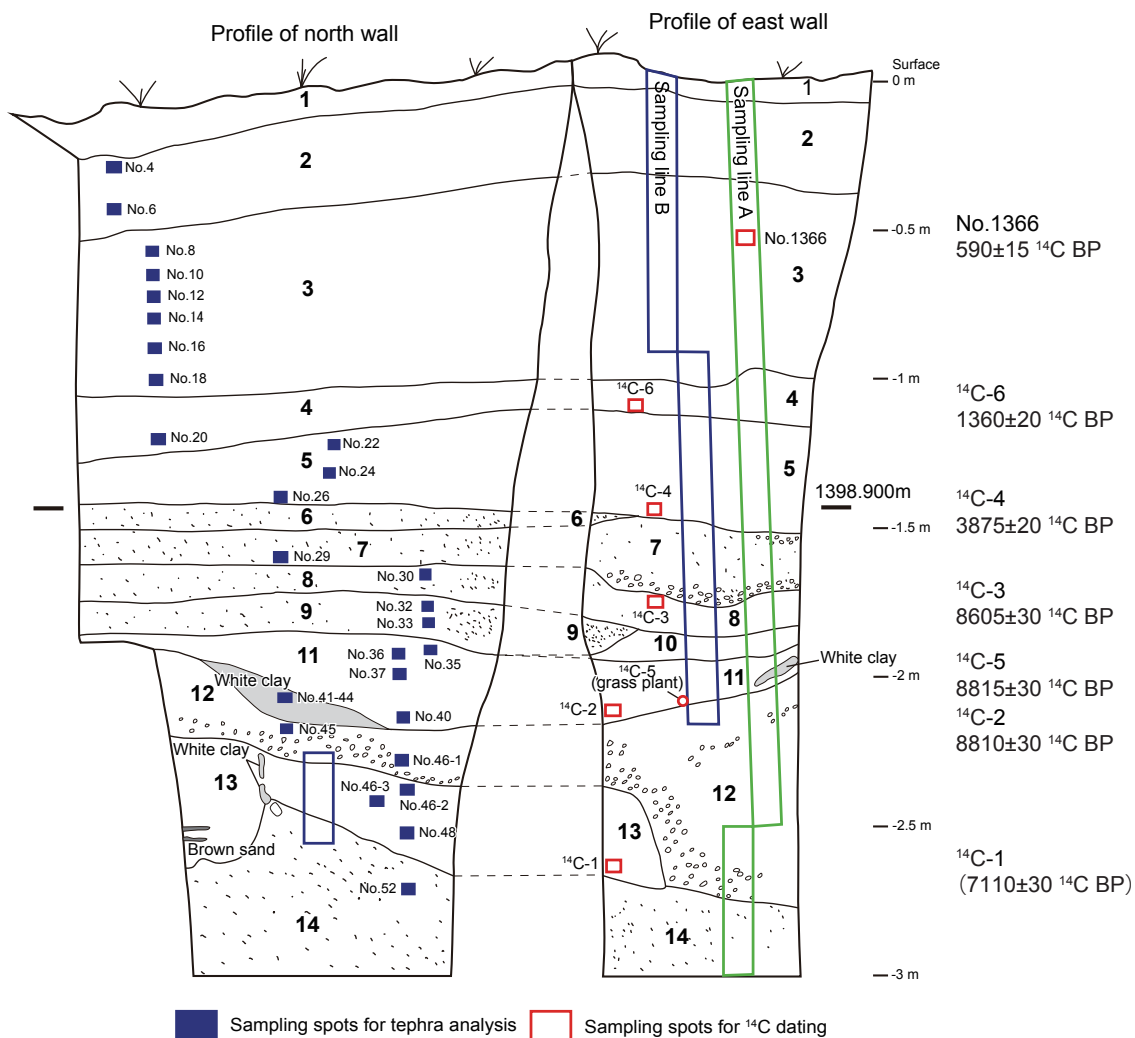 Profile of north wall
Profile of east wall
Surface
0 m
1
1
2
2
Sampling line B
Sampling line A
No.4
No.6
-0.5 m
No.1366
No.1366
590±15 ¹⁴C BP
No.8
No.10
No.12
No.14
No.16
No.18
3
3
-1 m
¹⁴C-6
4
4
¹⁴C-6
1360±20 ¹⁴C BP
No.20
No.22
No.24
No.26
5
5
¹⁴C-4
1398.900m
¹⁴C-4
3875±20 ¹⁴C BP
-1.5 m
6
6
7
7
No.29
No.30
8
8
¹⁴C-3
¹⁴C-3
8605±30 ¹⁴C BP
No.32
No.33
9
9
10
No.35
No.36
No.37
11
11
¹⁴C-5
(grass plant)
White clay
-2 m
¹⁴C-5
8815±30 ¹⁴C BP
12
White clay
No.41-44
No.40
No.45
¹⁴C-2
¹⁴C-2
8810±30 ¹⁴C BP
White clay
No.46-1
No.46-3
No.46-2
No.48
13
12
13
-2.5 m
Brown sand
¹⁴C-1
¹⁴C-1
(7110±30 ¹⁴C BP)
No.52
14
14
-3 m
Sampling spots for tephra analysis
Sampling spots for ¹⁴C dating